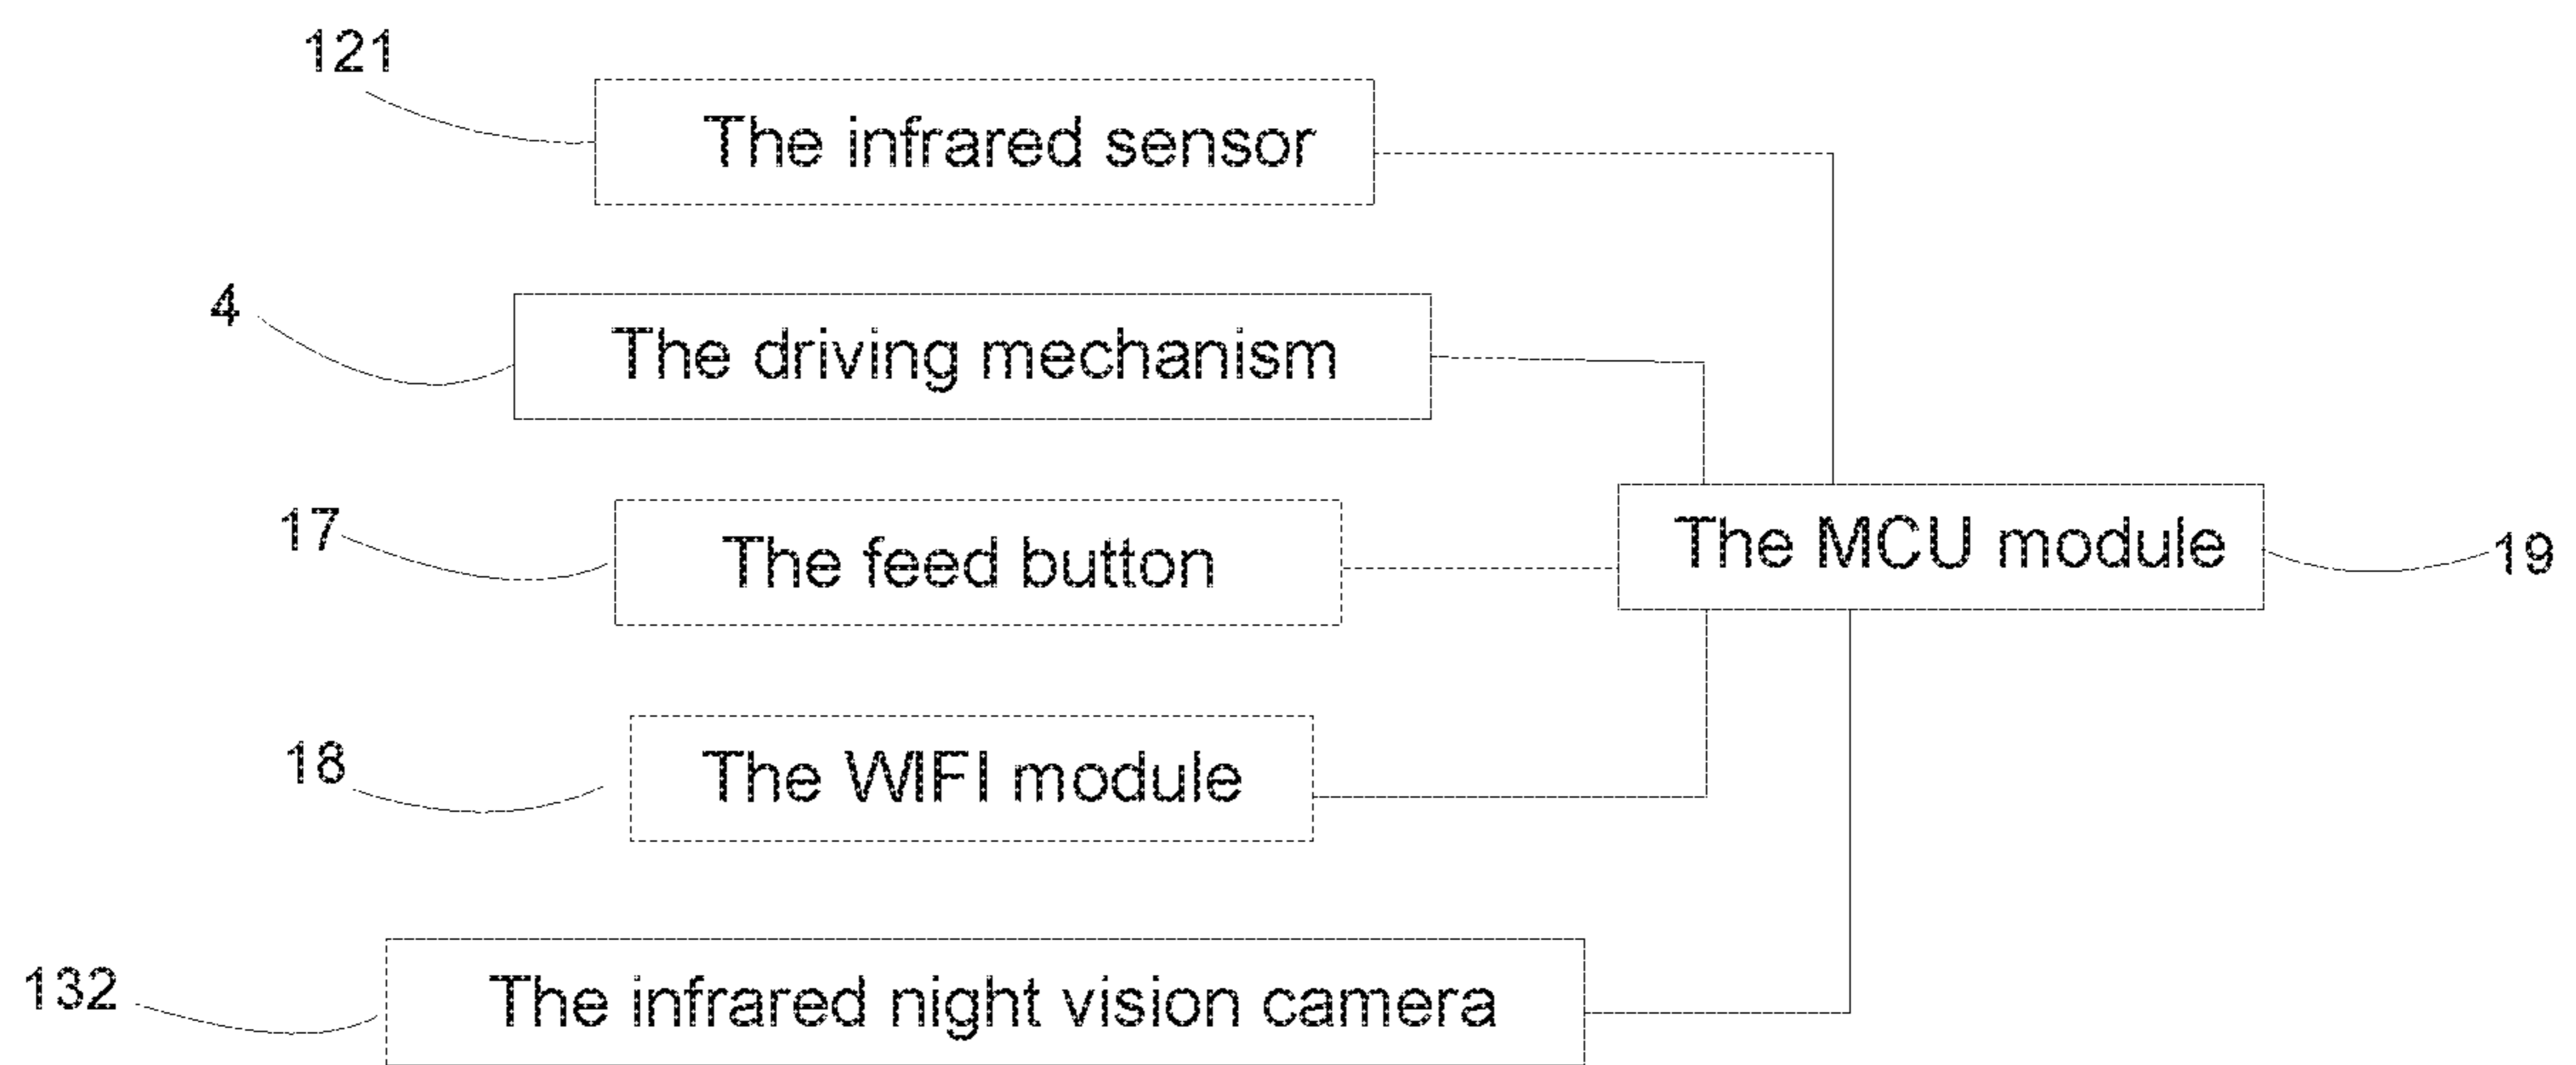 121
The infrared sensor
4
The driving mechanism
17
The feed button
The MCU module
19
18
The WIFI module
132
The infrared night vision camera